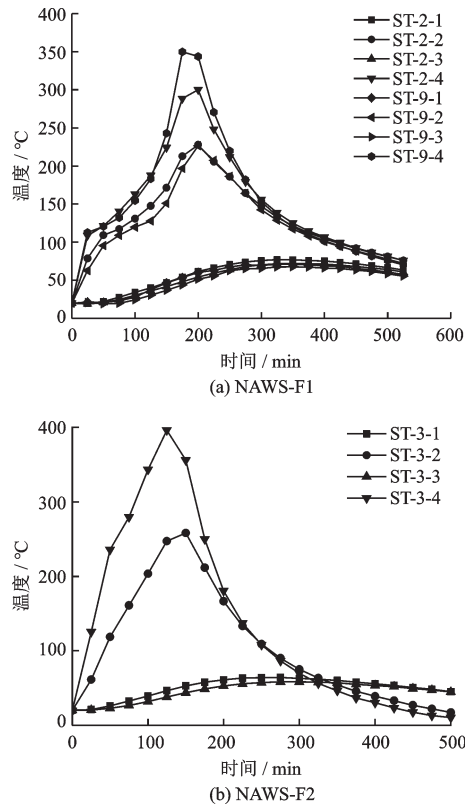 400
350
300
250
200
150
100
50
0
温度 / ℃
ST-2-1
ST-2-2
ST-2-3
ST-2-4
ST-9-1
ST-9-2
ST-9-3
ST-9-4
0 100 200 300 400 500 600
时间 / min
(a) NAWS-F1
400
300
200
100
0
温度 / ℃
ST-3-1
ST-3-2
ST-3-3
ST-3-4
0 100 200 300 400 500
时间 / min
(b) NAWS-F2